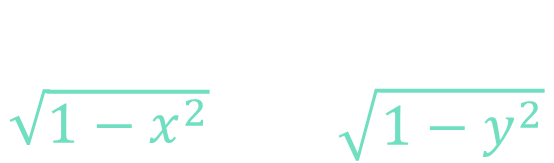 √1 − x² √1 − y²